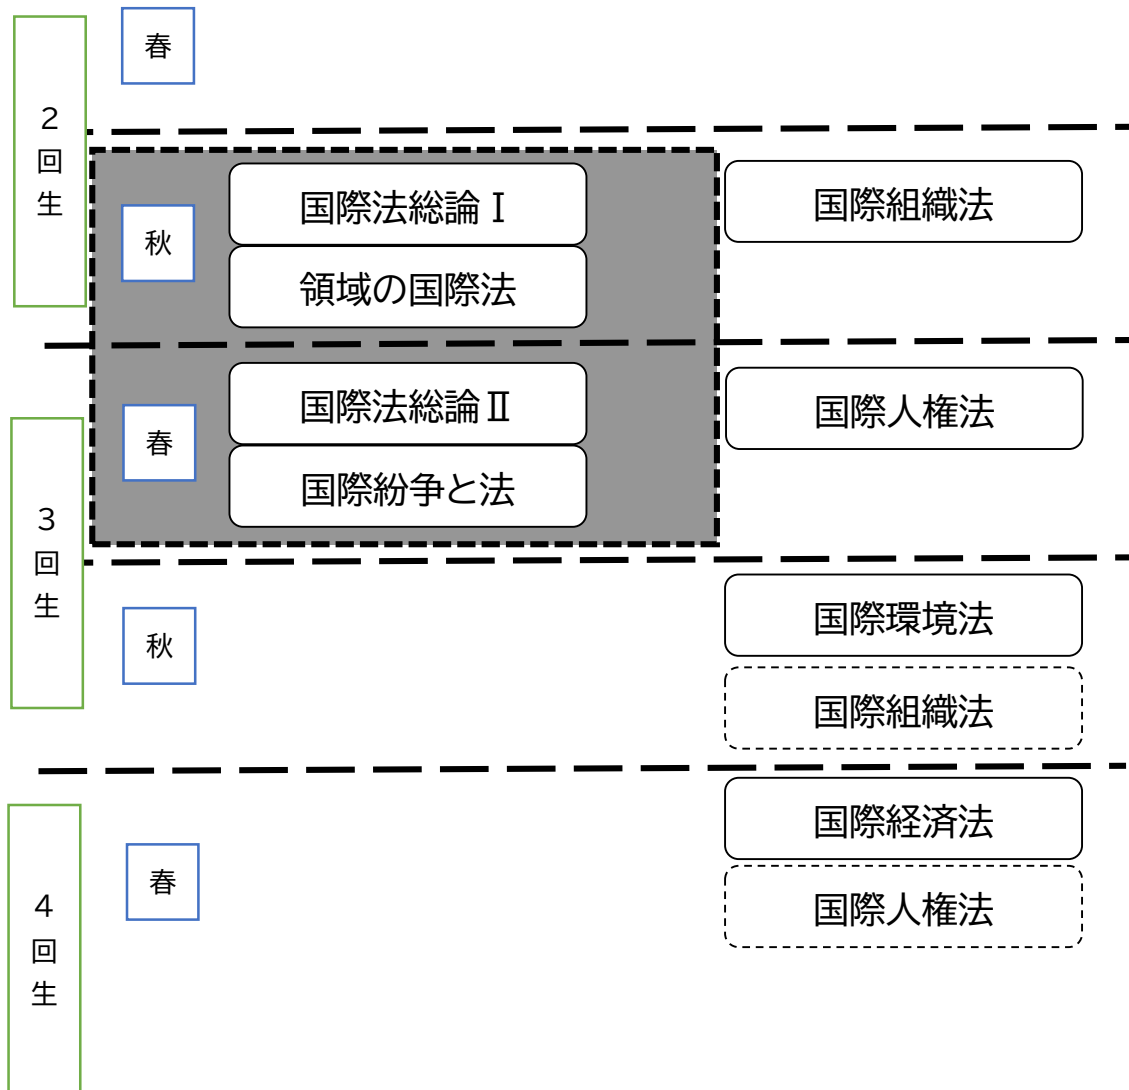 2回生
春
秋
国際法総論Ⅰ
国際組織法
領域の国際法
3回生
春
国際法総論Ⅱ
国際人権法
国際紛争と法
秋
国際環境法
国際組織法
4回生
春
国際経済法
国際人権法